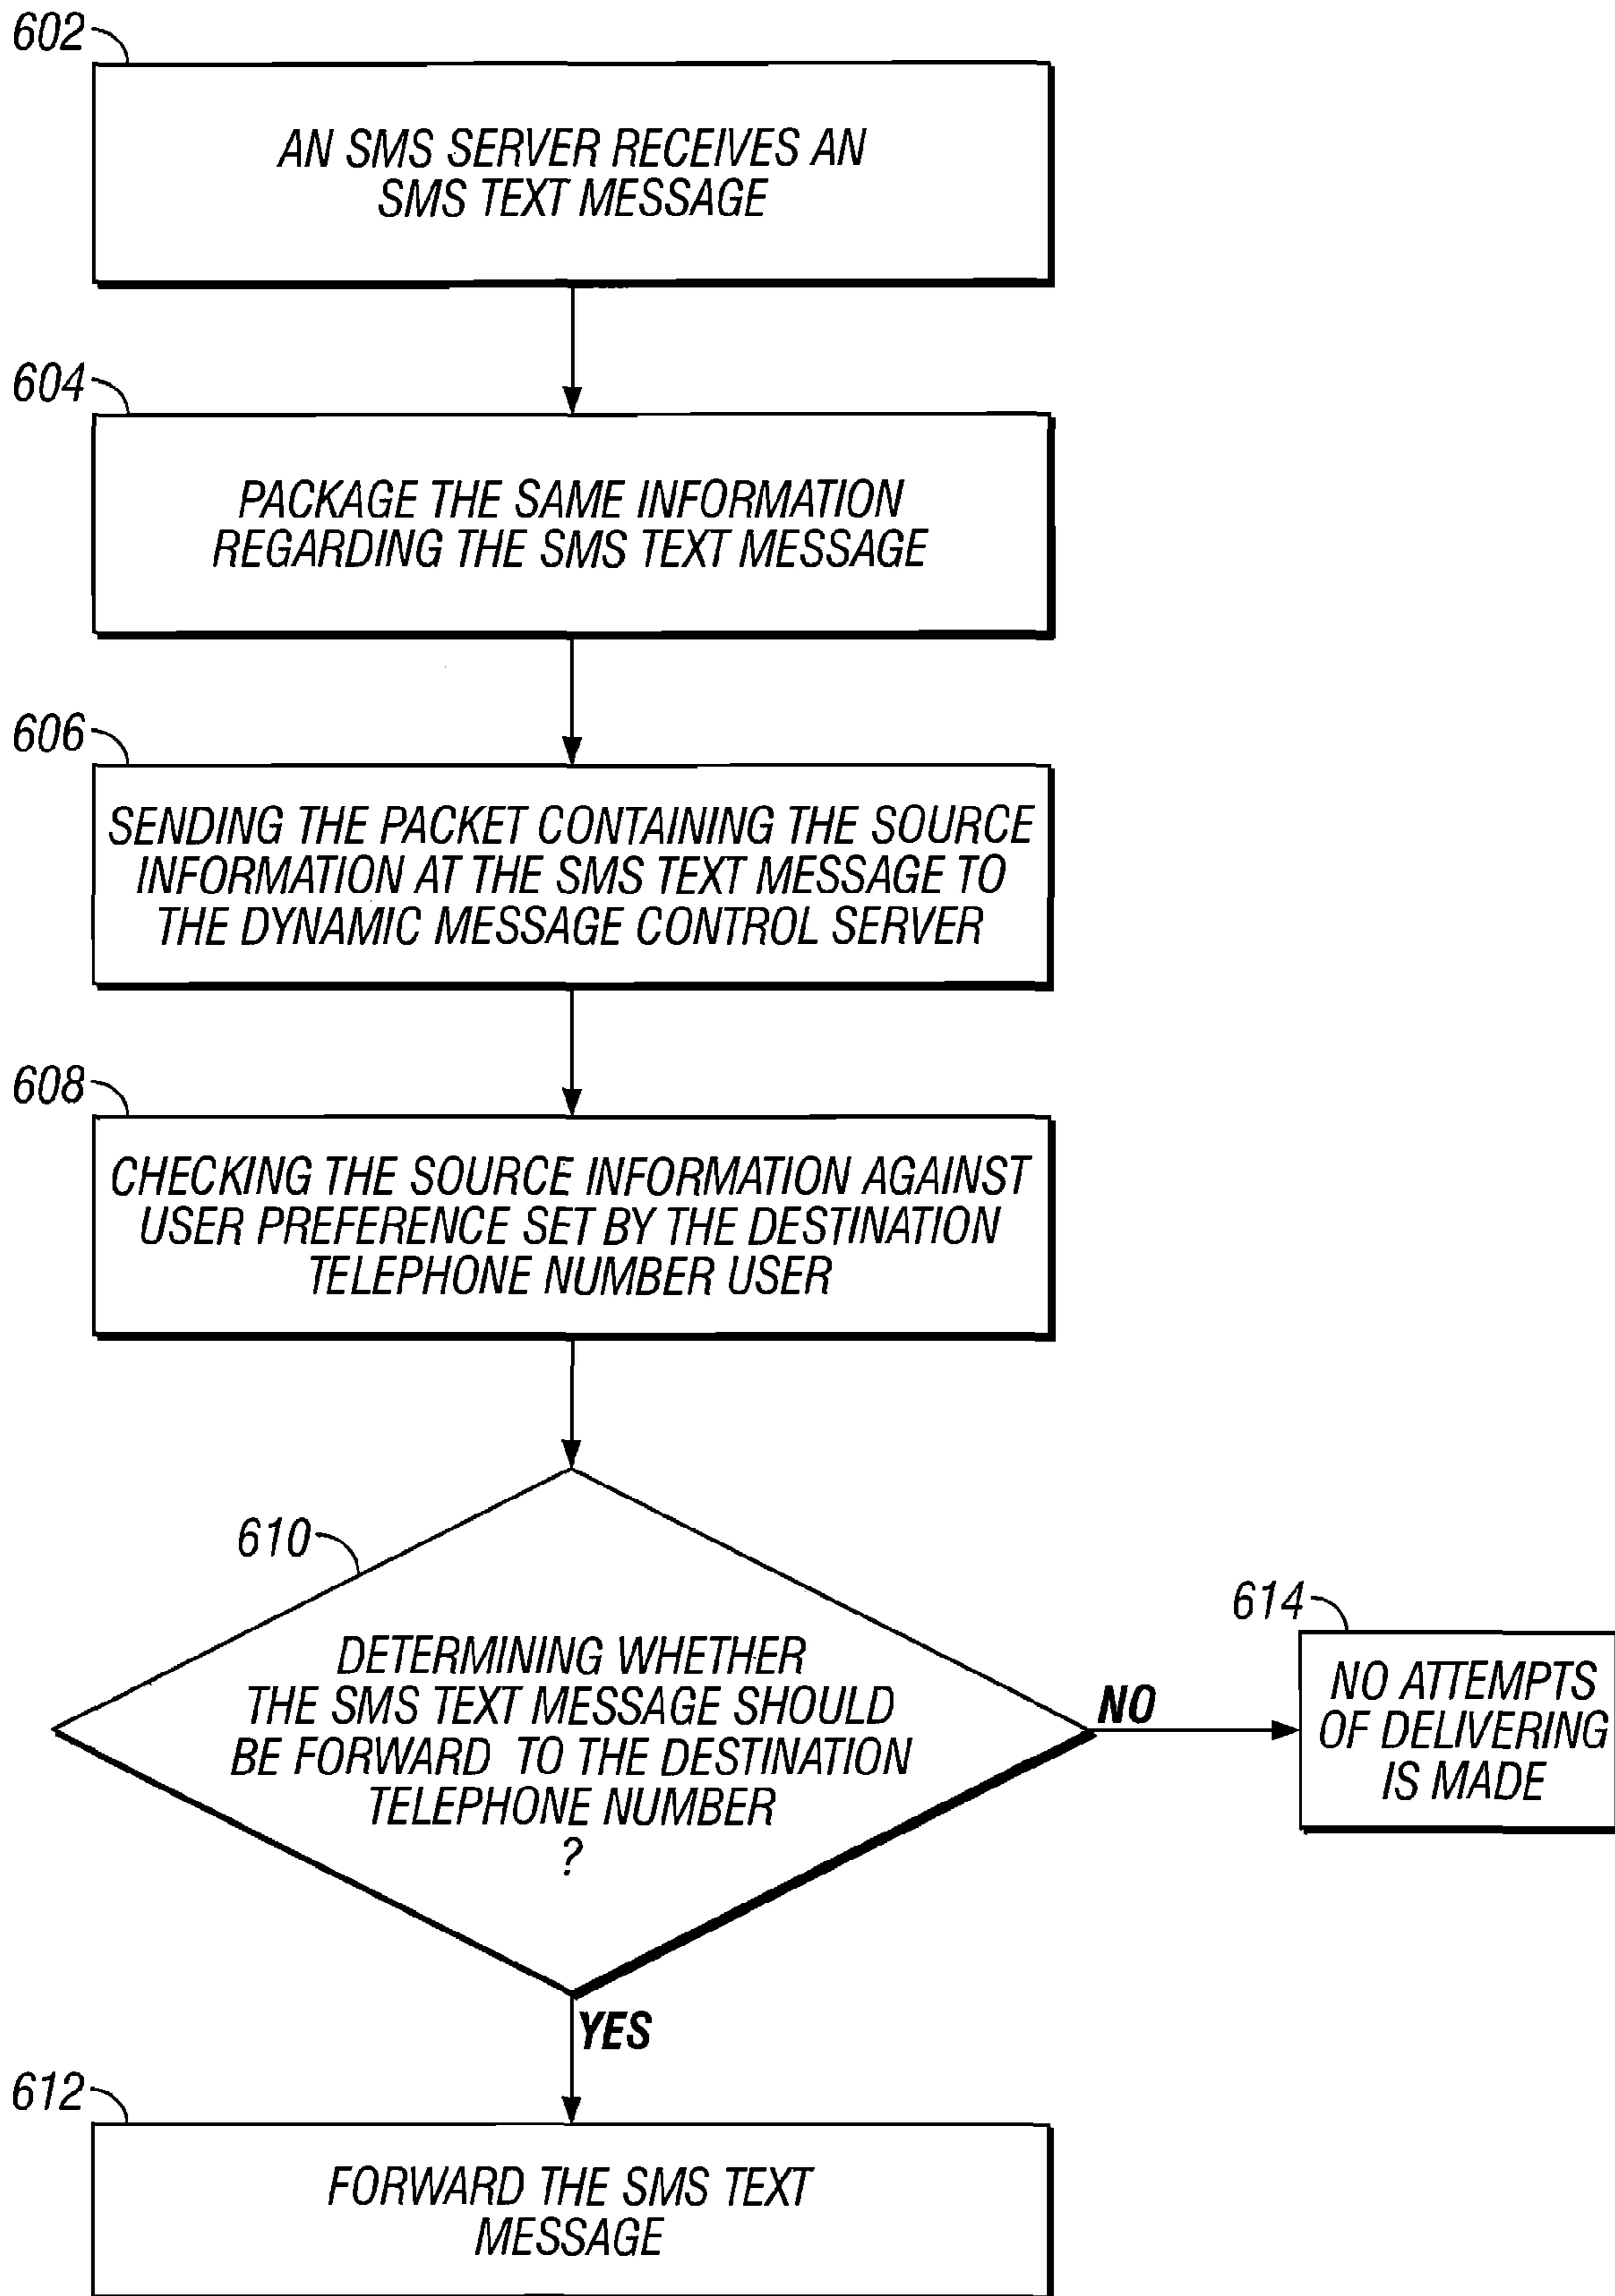 602
AN SMS SERVER RECEIVES AN
SMS TEXT MESSAGE
604
PACKAGE THE SAME INFORMATION
REGARDING THE SMS TEXT MESSAGE
606
SENDING THE PACKET CONTAINING THE SOURCE
INFORMATION AT THE SMS TEXT MESSAGE TO
THE DYNAMIC MESSAGE CONTROL SERVER
608
CHECKING THE SOURCE INFORMATION AGAINST
USER PREFERENCE SET BY THE DESTINATION
TELEPHONE NUMBER USER
610
DETERMINING WHETHER
THE SMS TEXT MESSAGE SHOULD
BE FORWARD TO THE DESTINATION
TELEPHONE NUMBER
?
NO
614
NO ATTEMPTS
OF DELIVERING
IS MADE
YES
612
FORWARD THE SMS TEXT
MESSAGE